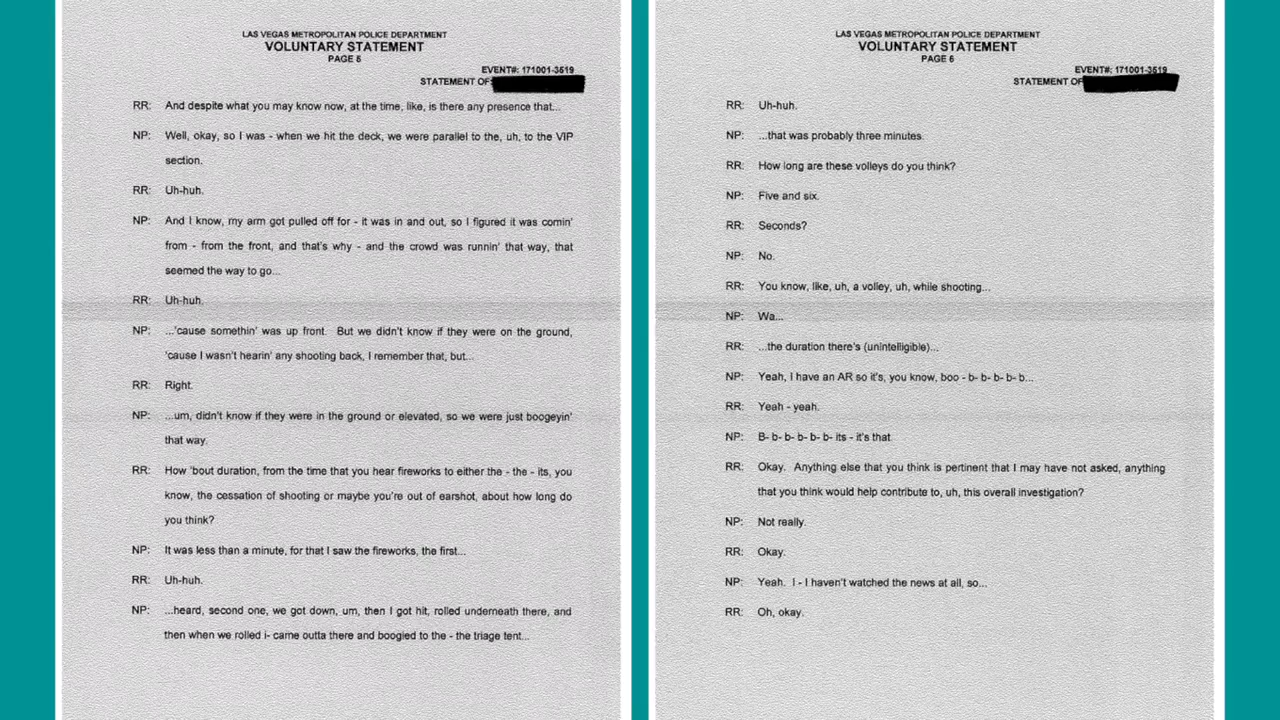 LAS VEGAS METROPOLITAN POLICE DEPARTMENT
VOLUNTARY STATEMENT
PAGE 5
EVENT#: 171001-3519
STATEMENT OF:
RR: And despite what you may know now, at the time, like, is there any presence that...
NP: Well, okay, so I was - when we hit the deck, we were parallel to the, uh, to the VIP
section.
RR: Uh-huh.
NP: And I know, my arm got pulled off for - it was in and out, so I figured it was comin'
from - from the front, and that's why - and the crowd was runnin' that way, that
seemed the way to go...
RR: Uh-huh.
NP: ...'cause somethin' was up front. But we didn't know if they were on the ground,
'cause I wasn't hearin' any shooting back, I remember that, but...
RR: Right.
NP: ...um, didn't know if they were in the ground or elevated, so we were just boogeyin'
that way.
RR: How 'bout duration, from the time that you hear fireworks to either the - the - its, you
know, the cessation of shooting or maybe you're out of earshot, about how long do
you think?
NP: It was less than a minute, for that I saw the fireworks, the first...
RR: Uh-huh.
NP: ...heard, second one, we got down, um, then I got hit, rolled underneath there, and
then when we rolled i- came outta there and boogied to the - the triage tent...
LAS VEGAS METROPOLITAN POLICE DEPARTMENT
VOLUNTARY STATEMENT
PAGE 6
EVENT#: 171001-3519
STATEMENT OF:
RR: Uh-huh.
NP: ...that was probably three minutes.
RR: How long are these volleys do you think?
NP: Five and six.
RR: Seconds?
NP: No.
RR: You know, like, uh, a volley, uh, while shooting...
NP: Wa...
RR: ...the duration there's (unintelligible)...
NP: Yeah, I have an AR so it's, you know, boo - b- b- b- b- b...
RR: Yeah - yeah.
NP: B- b- b- b- b- b- its - it's that.
RR: Okay. Anything else that you think is pertinent that I may have not asked, anything
that you think would help contribute to, uh, this overall investigation?
NP: Not really.
RR: Okay.
NP: Yeah. I - I haven't watched the news at all, so...
RR: Oh, okay.